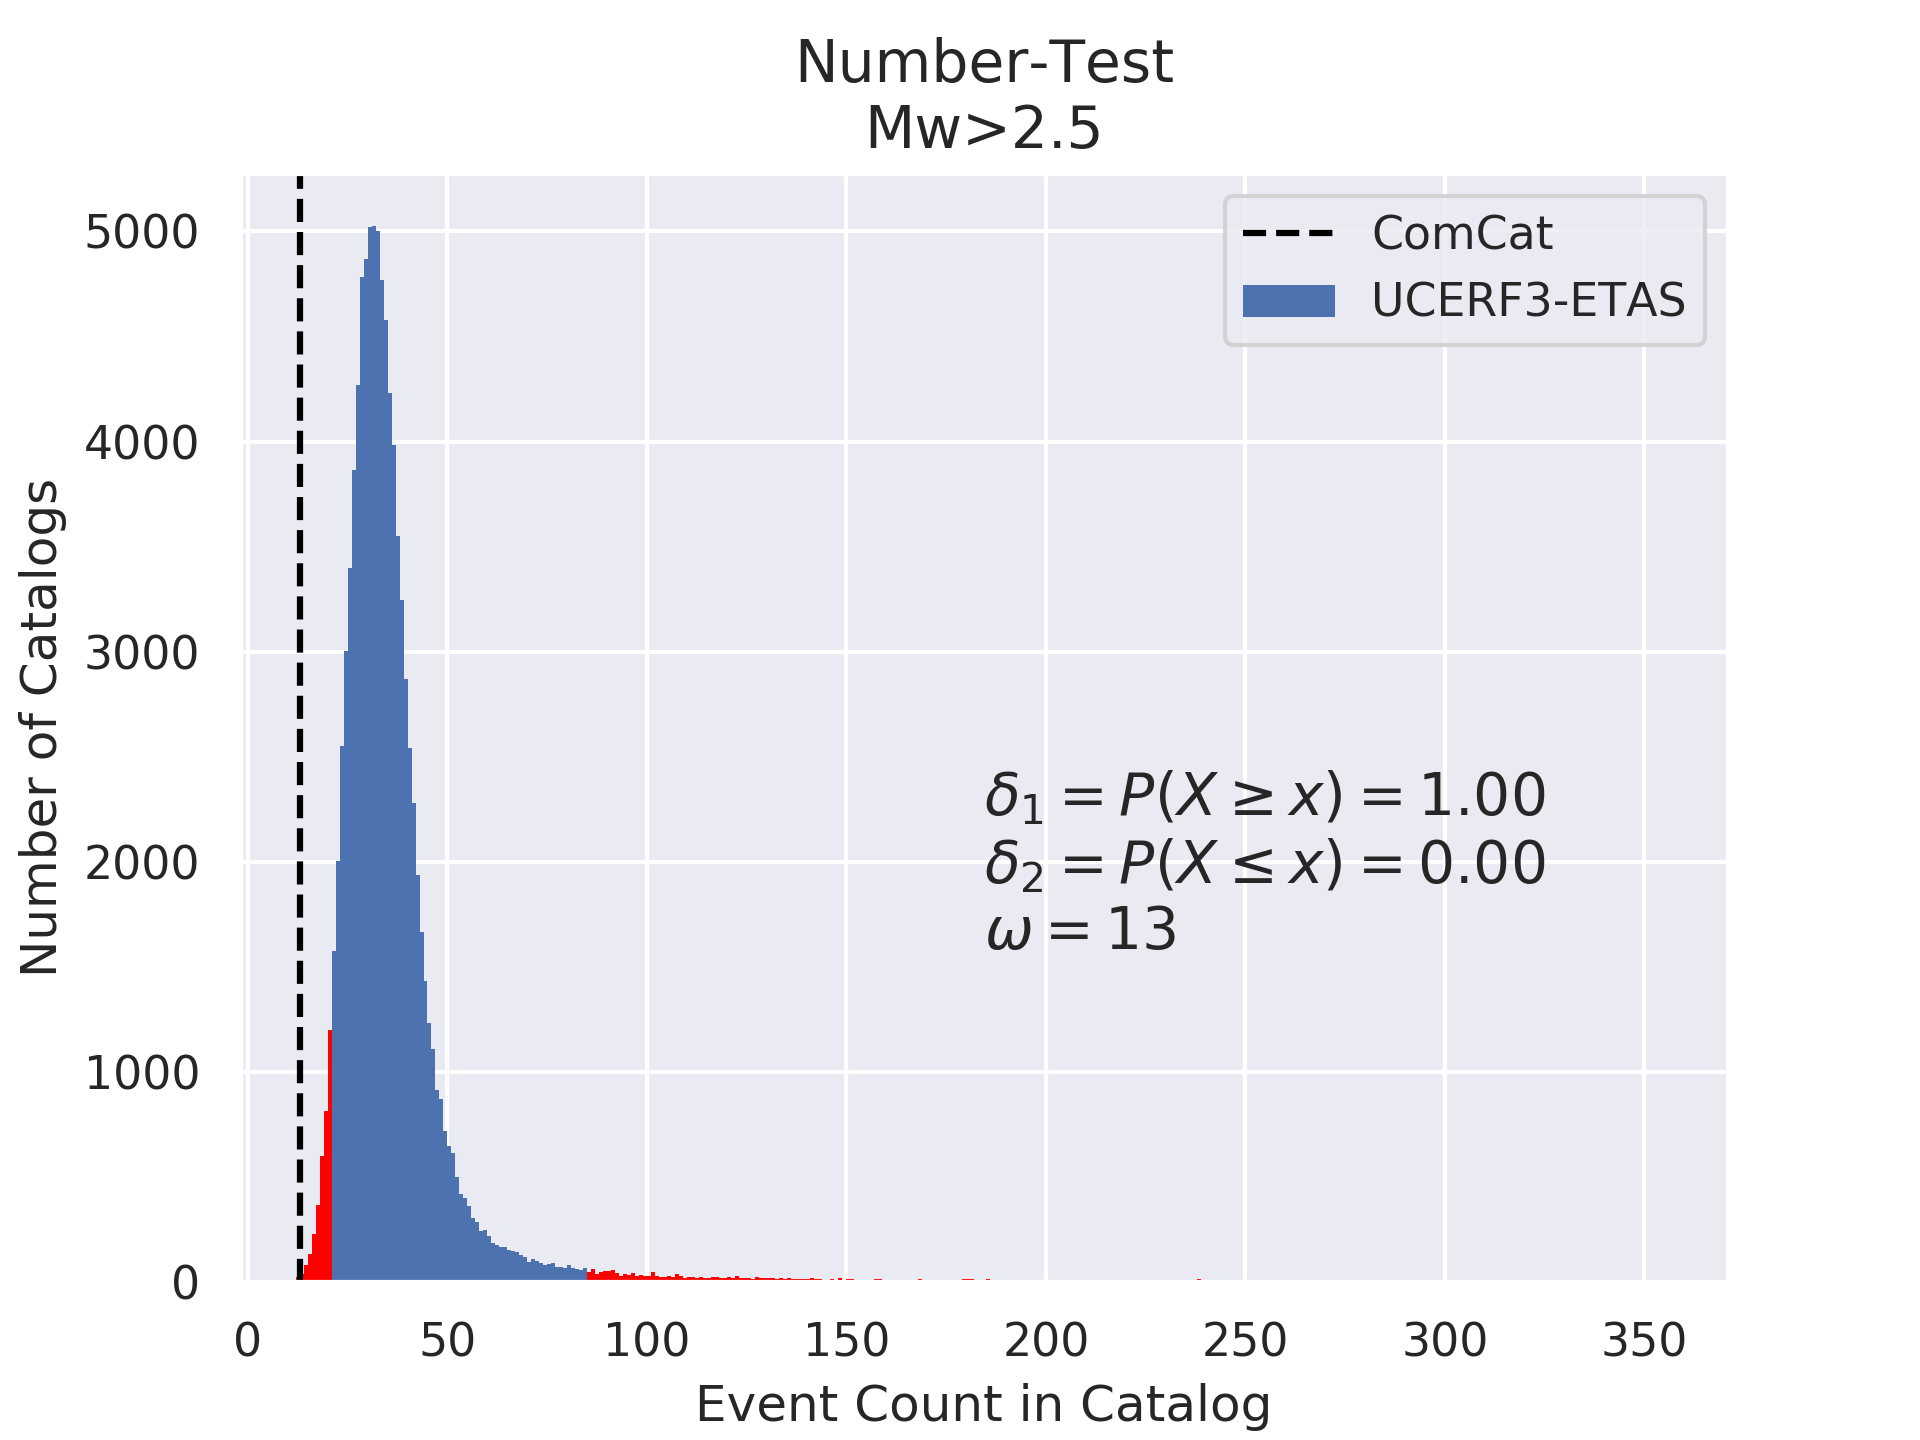 Number-Test
Mw>2.5
ComCat
UCERF3-ETAS
Number of Catalogs
5000
4000
3000
2000
1000
0
δ₁ = P(X ≥ x) = 1.00
δ₂ = P(X ≤ x) = 0.00
ω = 13
0 50 100 150 200 250 300 350
Event Count in Catalog